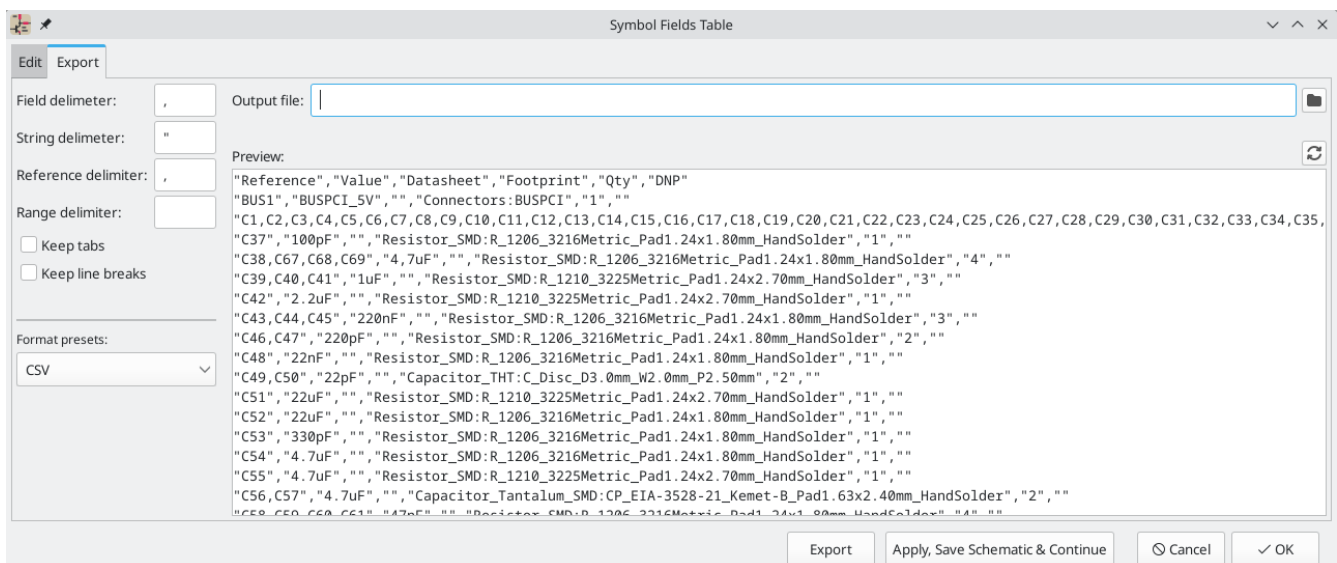 Symbol Fields Table
Edit Export
Field delimeter: ,
Output file:
String delimeter: "
Preview:
Reference delimiter: ,
Range delimiter:
Keep tabs
Keep line breaks
Format presets:
CSV
"Reference","Value","Datasheet","Footprint","Qty","DNP"
"BUS1","BUSPCI_5V","","Connectors:BUSPCI","1",""
"C1,C2,C3,C4,C5,C6,C7,C8,C9,C10,C11,C12,C13,C14,C15,C16,C17,C18,C19,C20,C21,C22,C23,C24,C25,C26,C27,C28,C29,C30,C31,C32,C33,C34,C35,
"C37","100pF","","Resistor_SMD:R_1206_3216Metric_Pad1.24x1.80mm_HandSolder","1",""
"C38,C67,C68,C69","4,7uF","","Resistor_SMD:R_1206_3216Metric_Pad1.24x1.80mm_HandSolder","4",""
"C39,C40,C41","1uF","","Resistor_SMD:R_1210_3225Metric_Pad1.24x2.70mm_HandSolder","3",""
"C42","2.2uF","","Resistor_SMD:R_1210_3225Metric_Pad1.24x2.70mm_HandSolder","1",""
"C43,C44,C45","220nF","","Resistor_SMD:R_1206_3216Metric_Pad1.24x1.80mm_HandSolder","3",""
"C46,C47","220pF","","Resistor_SMD:R_1206_3216Metric_Pad1.24x1.80mm_HandSolder","2",""
"C48","22nF","","Resistor_SMD:R_1206_3216Metric_Pad1.24x1.80mm_HandSolder","1",""
"C49,C50","22pF","","Capacitor_THT:C_Disc_D3.0mm_W2.0mm_P2.50mm","2",""
"C51","22uF","","Resistor_SMD:R_1210_3225Metric_Pad1.24x2.70mm_HandSolder","1",""
"C52","22uF","","Resistor_SMD:R_1206_3216Metric_Pad1.24x1.80mm_HandSolder","1",""
"C53","330pF","","Resistor_SMD:R_1206_3216Metric_Pad1.24x1.80mm_HandSolder","1",""
"C54","4.7uF","","Resistor_SMD:R_1206_3216Metric_Pad1.24x1.80mm_HandSolder","1",""
"C55","4.7uF","","Resistor_SMD:R_1210_3225Metric_Pad1.24x2.70mm_HandSolder","1",""
"C56,C57","4.7uF","","Capacitor_Tantalum_SMD:CP_EIA-3528-21_Kemet-B_Pad1.63x2.40mm_HandSolder","2",""
"C58,C59,C60,C61","47pF","","Resistor_SMD:R_1206_3216Metric_Pad1.24x1.80mm_HandSolder","4",""
Export Apply, Save Schematic & Continue Cancel OK